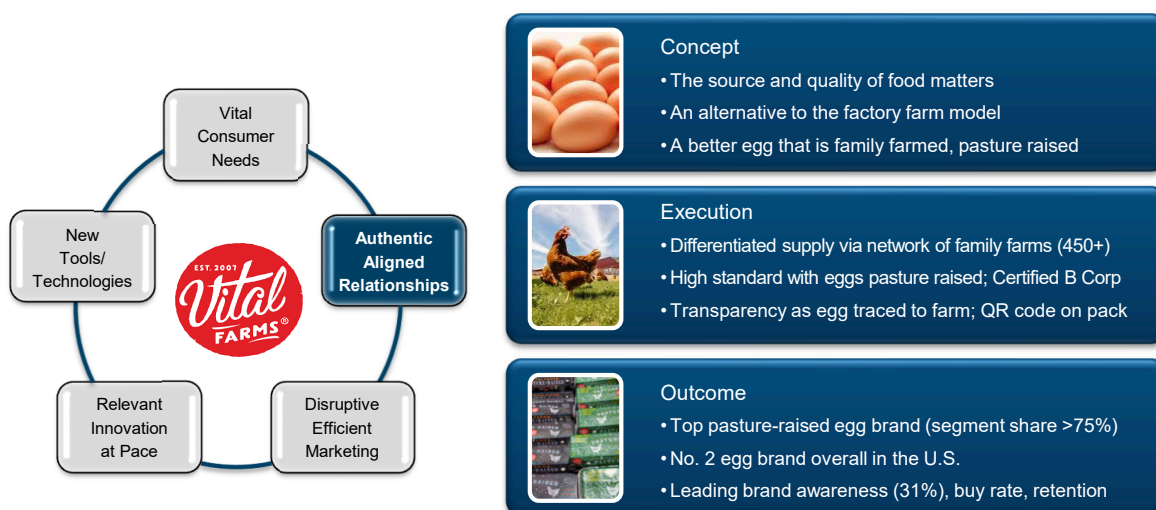 Vital
Consumer
Needs
New
Tools/
Technologies
Authentic
Aligned
Relationships
Relevant
Innovation
at Pace
Disruptive
Efficient
Marketing
EST. 2007
Vital
FARMS®
Concept
• The source and quality of food matters
• An alternative to the factory farm model
• A better egg that is family farmed, pasture raised
Execution
• Differentiated supply via network of family farms (450+)
• High standard with eggs pasture raised; Certified B Corp
• Transparency as egg traced to farm; QR code on pack
Outcome
• Top pasture-raised egg brand (segment share >75%)
• No. 2 egg brand overall in the U.S.
• Leading brand awareness (31%), buy rate, retention